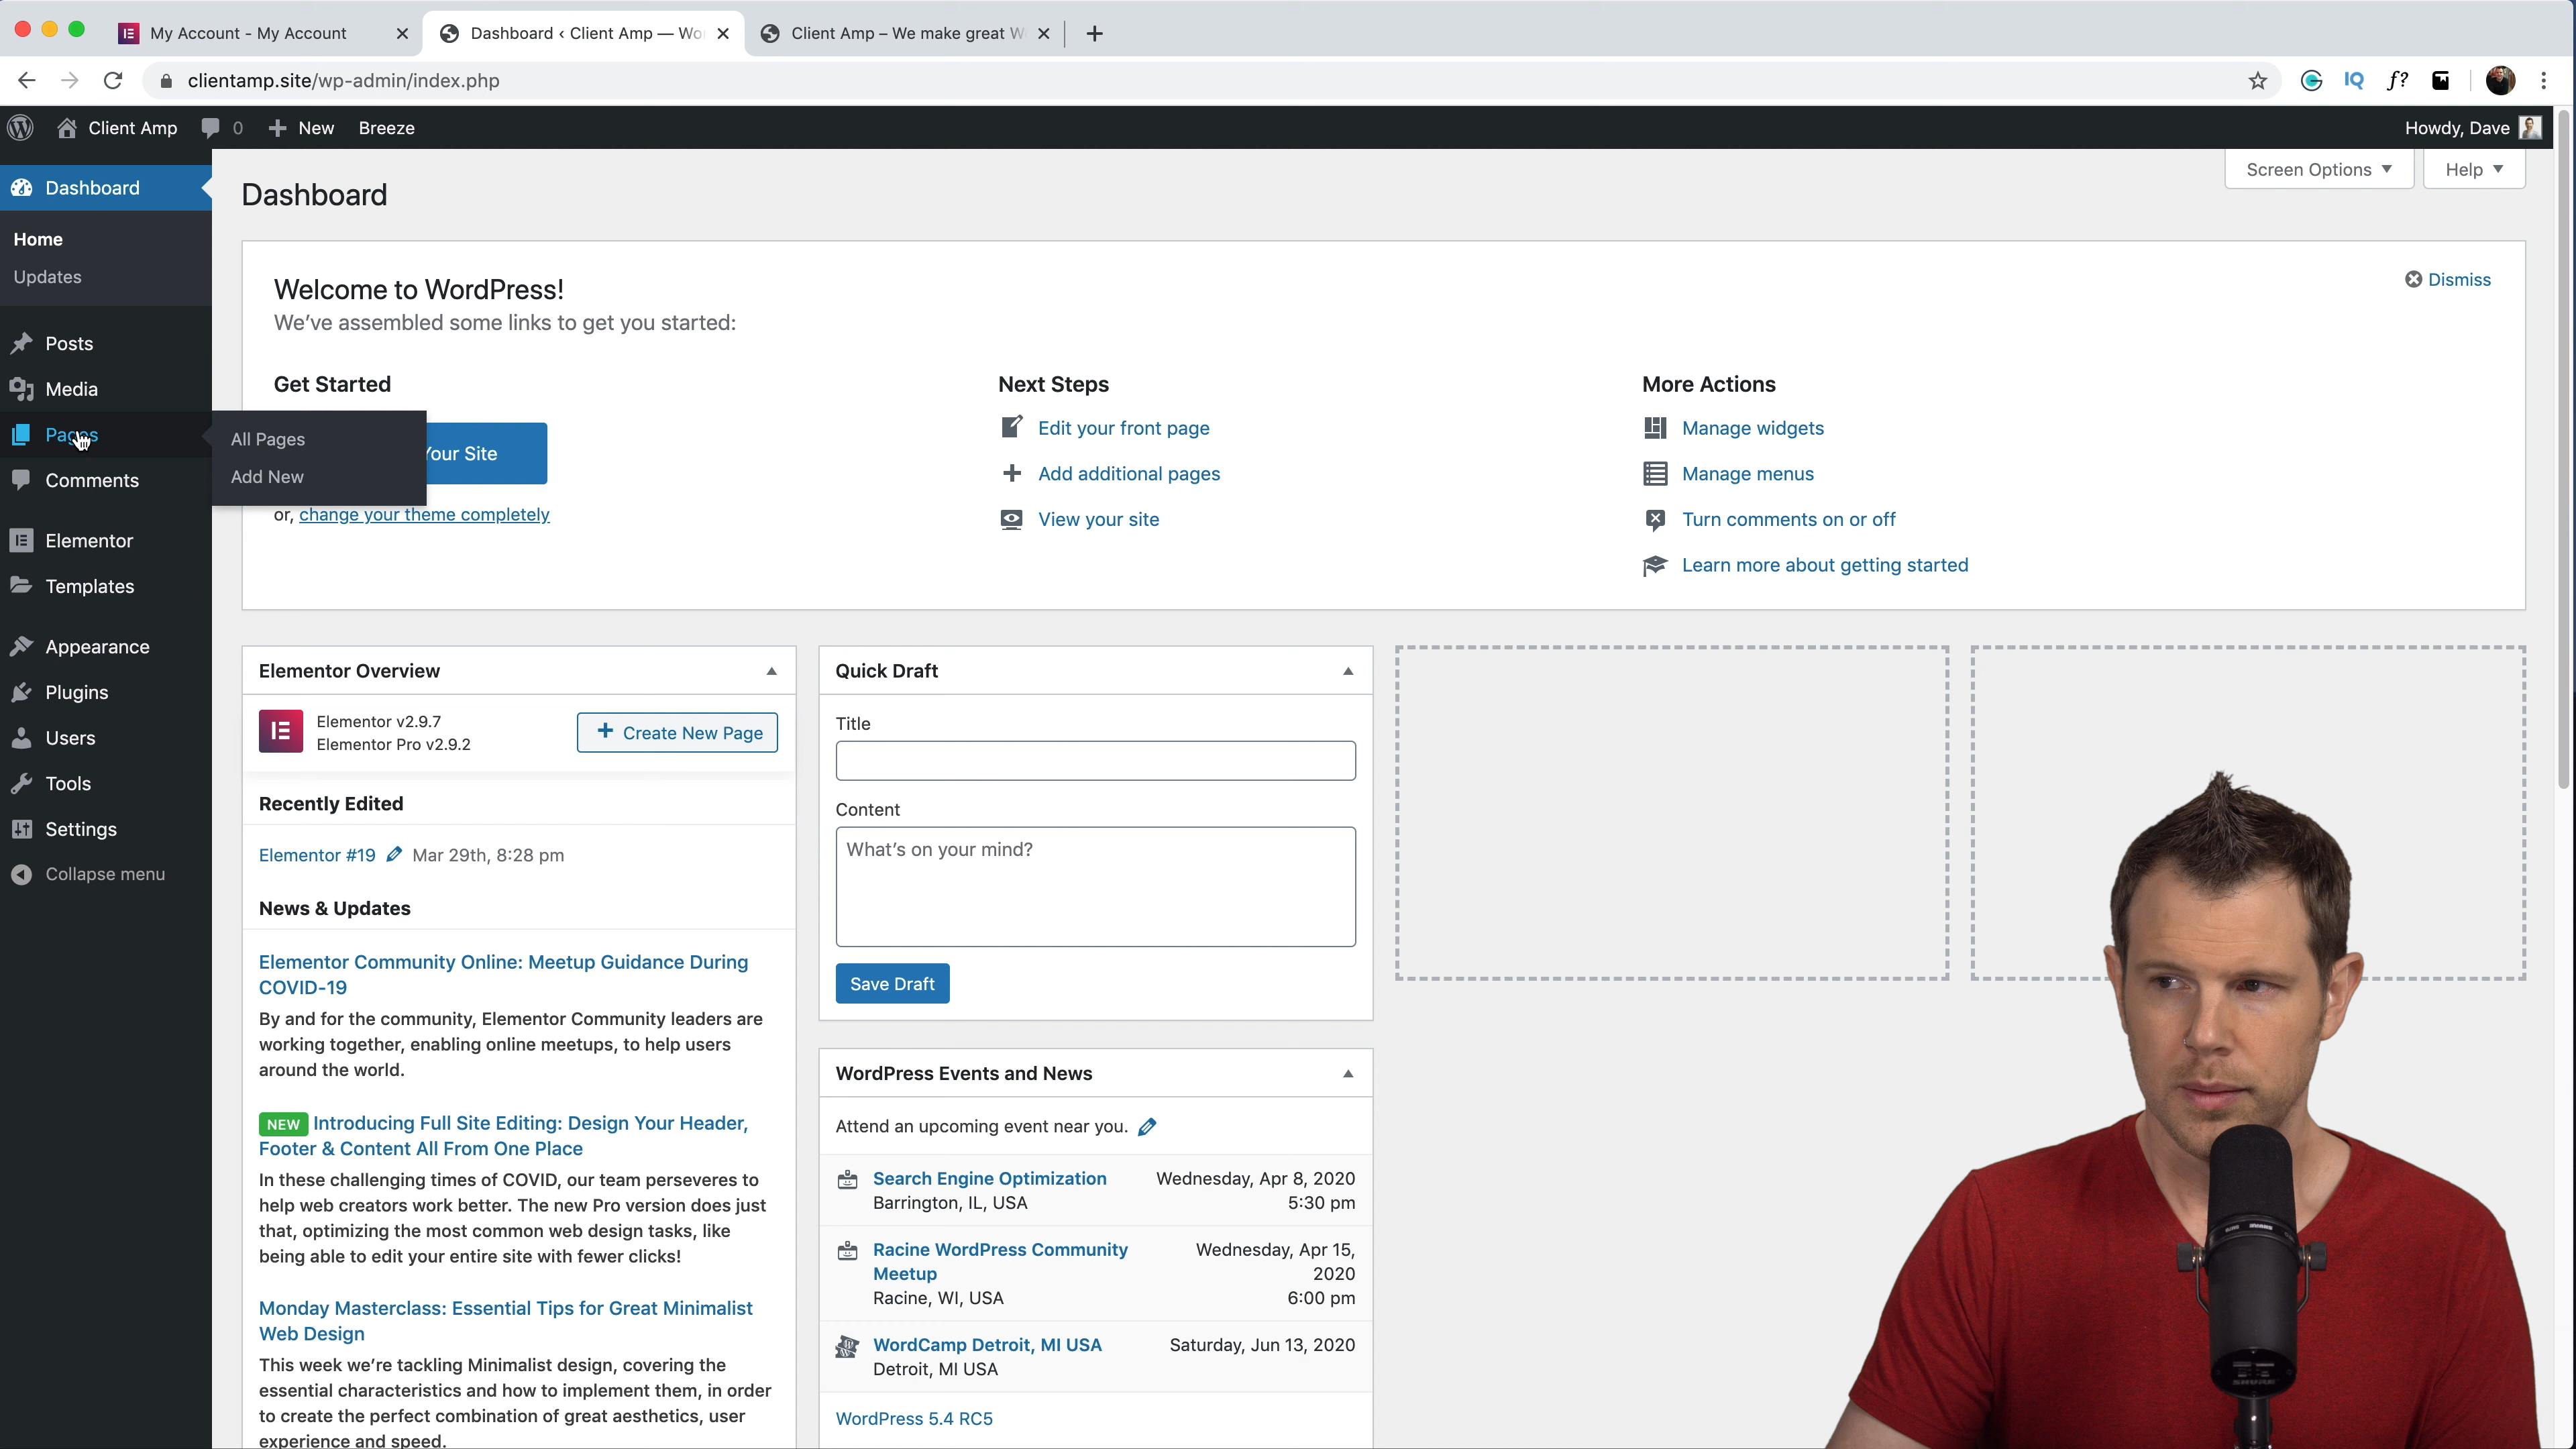 My Account - My Account
Dashboard ‹ Client Amp — Wo
Client Amp – We make great W
clientamp.site/wp-admin/index.php
IQ
f?
Client Amp
0
New
Breeze
Howdy, Dave
Dashboard
Home
Updates
Posts
Media
Pages
Comments
Elementor
Templates
Appearance
Plugins
Users
Tools
Settings
Collapse menu
All Pages
Add New
Screen Options
Help
Dashboard
Welcome to WordPress!
We've assembled some links to get you started:
Dismiss
Get Started
Your Site
or, change your theme completely
Next Steps
Edit your front page
Add additional pages
View your site
More Actions
Manage widgets
Manage menus
Turn comments on or off
Learn more about getting started
Elementor Overview
Elementor v2.9.7
Elementor Pro v2.9.2
Create New Page
Recently Edited
Elementor #19 Mar 29th, 8:28 pm
News & Updates
Elementor Community Online: Meetup Guidance During
COVID-19
By and for the community, Elementor Community leaders are
working together, enabling online meetups, to help users
around the world.
NEW Introducing Full Site Editing: Design Your Header,
Footer & Content All From One Place
In these challenging times of COVID, our team perseveres to
help web creators work better. The new Pro version does just
that, optimizing the most common web design tasks, like
being able to edit your entire site with fewer clicks!
Monday Masterclass: Essential Tips for Great Minimalist
Web Design
This week we're tackling Minimalist design, covering the
essential characteristics and how to implement them, in order
to create the perfect combination of great aesthetics, user
experience and speed.
Quick Draft
Title
Content
What's on your mind?
Save Draft
WordPress Events and News
Attend an upcoming event near you.
Search Engine Optimization
Barrington, IL, USA
Wednesday, Apr 8, 2020
5:30 pm
Racine WordPress Community
Meetup
Racine, WI, USA
Wednesday, Apr 15,
2020
6:00 pm
WordCamp Detroit, MI USA
Detroit, MI USA
Saturday, Jun 13, 2020
WordPress 5.4 RC5